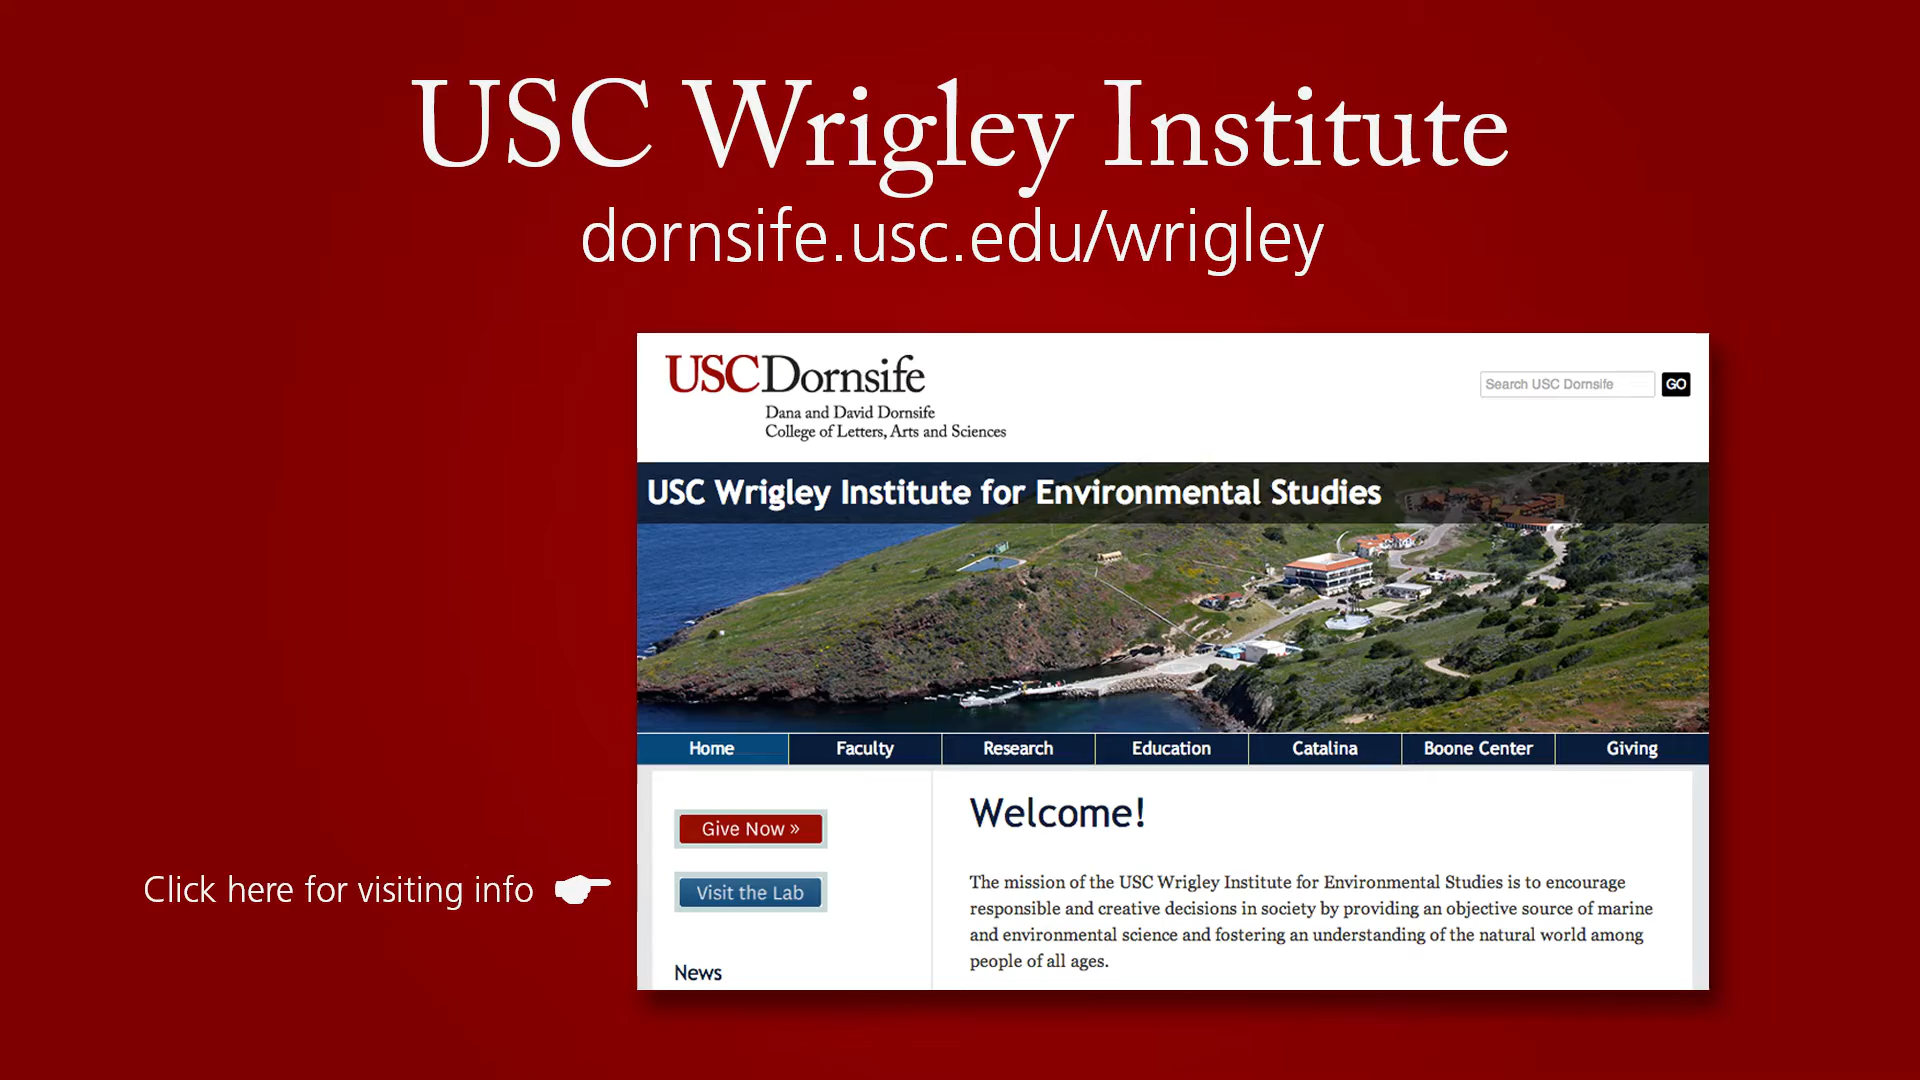 USC Wrigley Institute
dornsife.usc.edu/wrigley
USCDornsife
Dana and David Dornsife
College of Letters, Arts and Sciences
Search USC Dornsife GO
USC Wrigley Institute for Environmental Studies
Home Faculty Research Education Catalina Boone Center Giving
Give Now »
Click here for visiting info
Visit the Lab
News
Welcome!
The mission of the USC Wrigley Institute for Environmental Studies is to encourage
responsible and creative decisions in society by providing an objective source of marine
and environmental science and fostering an understanding of the natural world among
people of all ages.